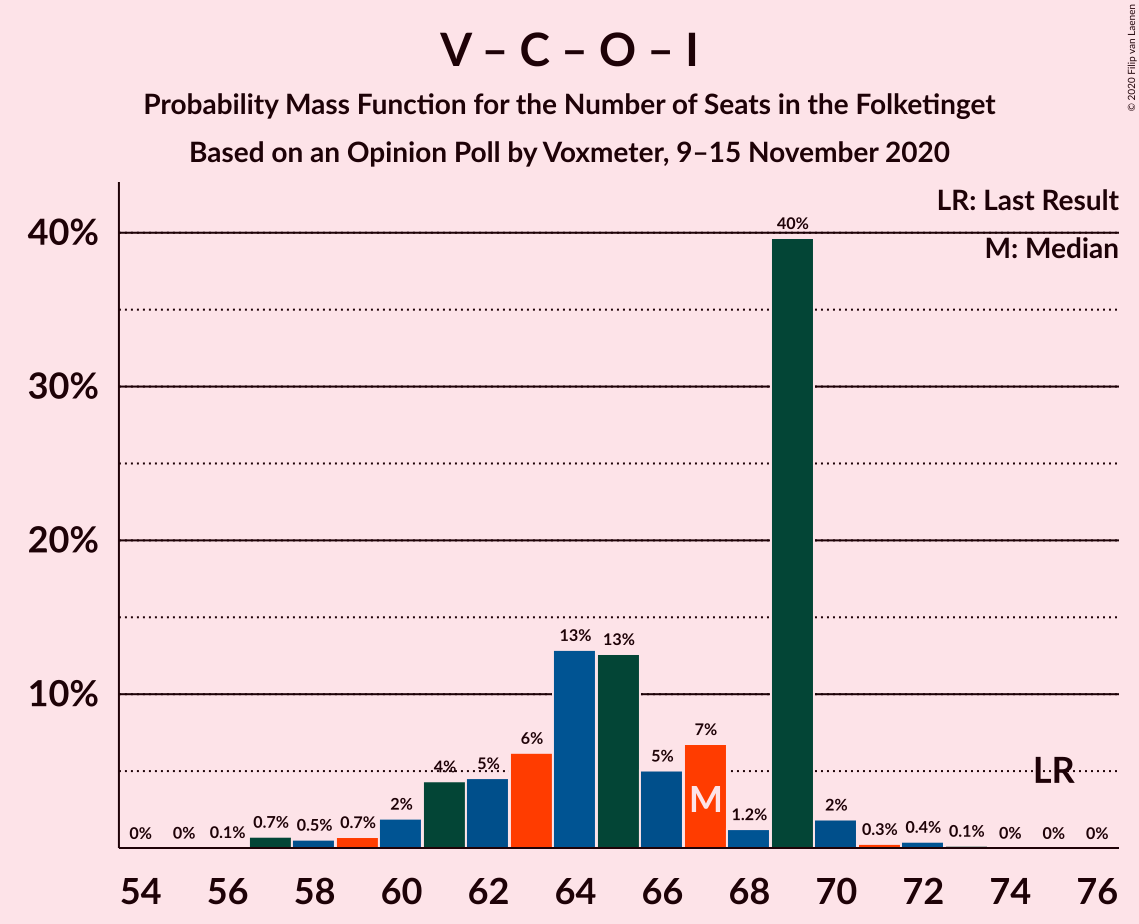 V – C – O – I
Probability Mass Function for the Number of Seats in the Folketinget
Based on an Opinion Poll by Voxmeter, 9–15 November 2020
© 2020 Filip van Laenen
LR: Last Result
M: Median
40%
30%
20%
10%
0% 0% 0.1% 0.7% 0.5% 0.7% 2% 4% 5% 6% 13% 13% 5% 7% 1.2% 40% 2% 0.3% 0.4% 0.1% 0% 0% 0%
M
LR
54 56 58 60 62 64 66 68 70 72 74 76